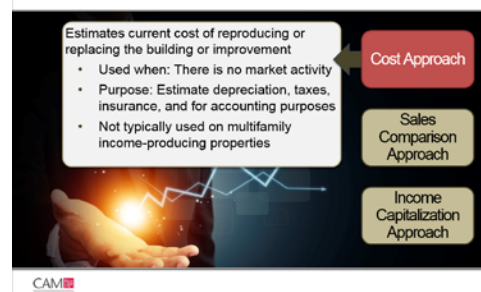 Estimates current cost of reproducing or
replacing the building or improvement
• Used when: There is no market activity
• Purpose: Estimate depreciation, taxes,
insurance, and for accounting purposes
• Not typically used on multifamily
income-producing properties
Cost Approach
Sales
Comparison
Approach
Income
Capitalization
Approach
CAM